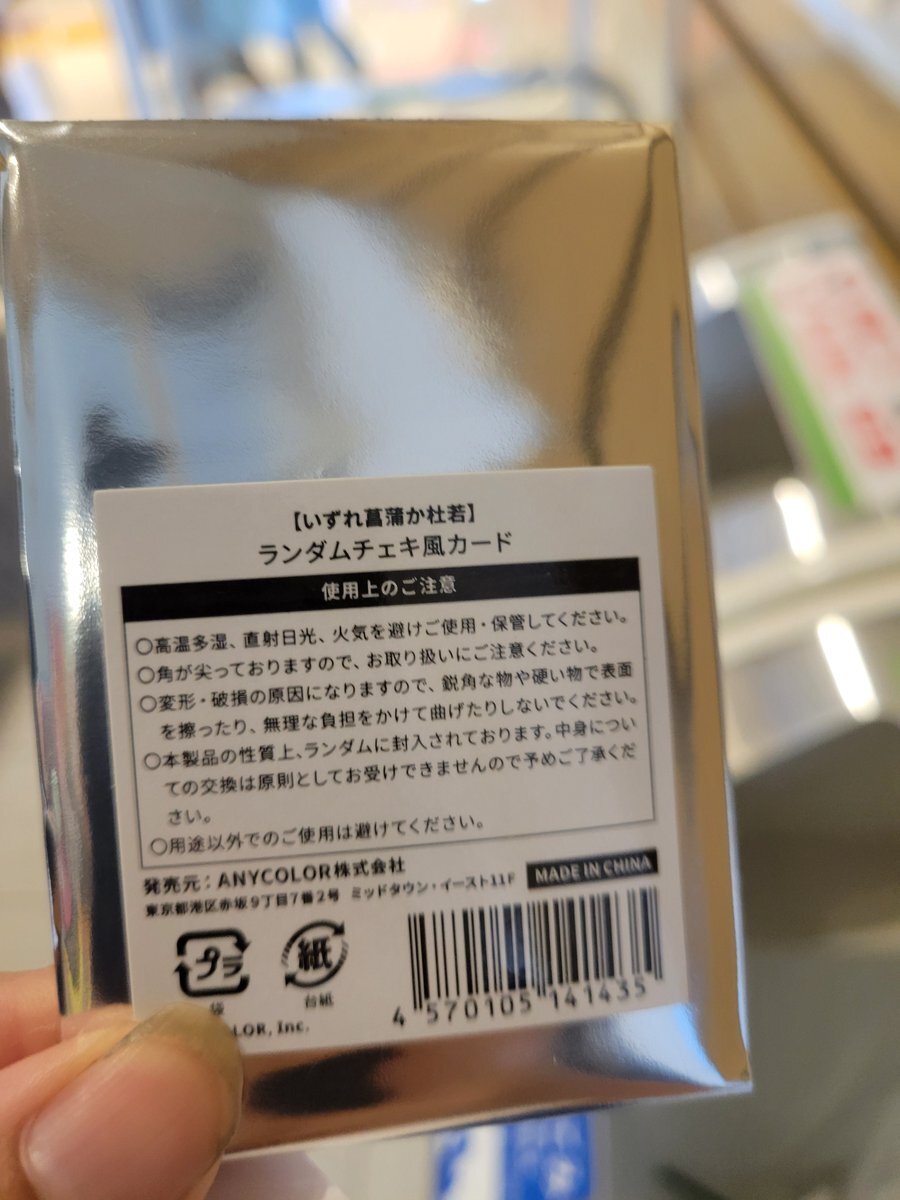 【いずれ菖蒲か杜若】
ランダムチェキ風カード
使用上のご注意
○高温多湿、直射日光、火気を避けご使用・保管してください。
○角が尖っておりますので、お取り扱いにご注意ください。
○変形・破損の原因になりますので、鋭角な物や硬い物で表面
を擦ったり、無理な負担をかけて曲げたりしないでください。
○本製品の性質上、ランダムに封入されております。中身につい
ての交換は原則としてお受けできませんので予めご了承くだ
さい。
○用途以外でのご使用は避けてください。
発売元：ANYCOLOR株式会社
東京都港区赤坂9丁目7番2号 ミッドタウン・イースト11F
MADE IN CHINA
プラ
袋
紙
台紙
4 570105 141435
LOR, Inc.